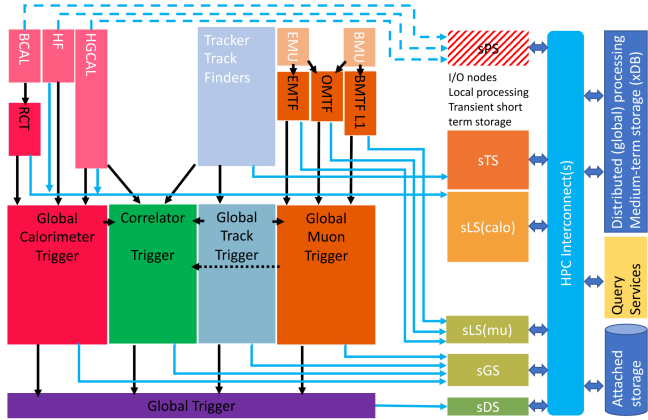 BCAL
HF
HGCAL
Tracker
Track
Finders
EMU
BMU
RCT
EMTF
OMTF
BMTF L1
sPS
I/O nodes
Local processing
Transient short
term storage
sTS
sLS(calo)
sLS(mu)
sGS
sDS
Global
Calorimeter
Trigger
Correlator
Trigger
Global
Track
Trigger
Global
Muon
Trigger
Global Trigger
HPC Interconnect(s)
Distributed (global) processing
Medium-term storage (xDB)
Query
Services
Attached
storage